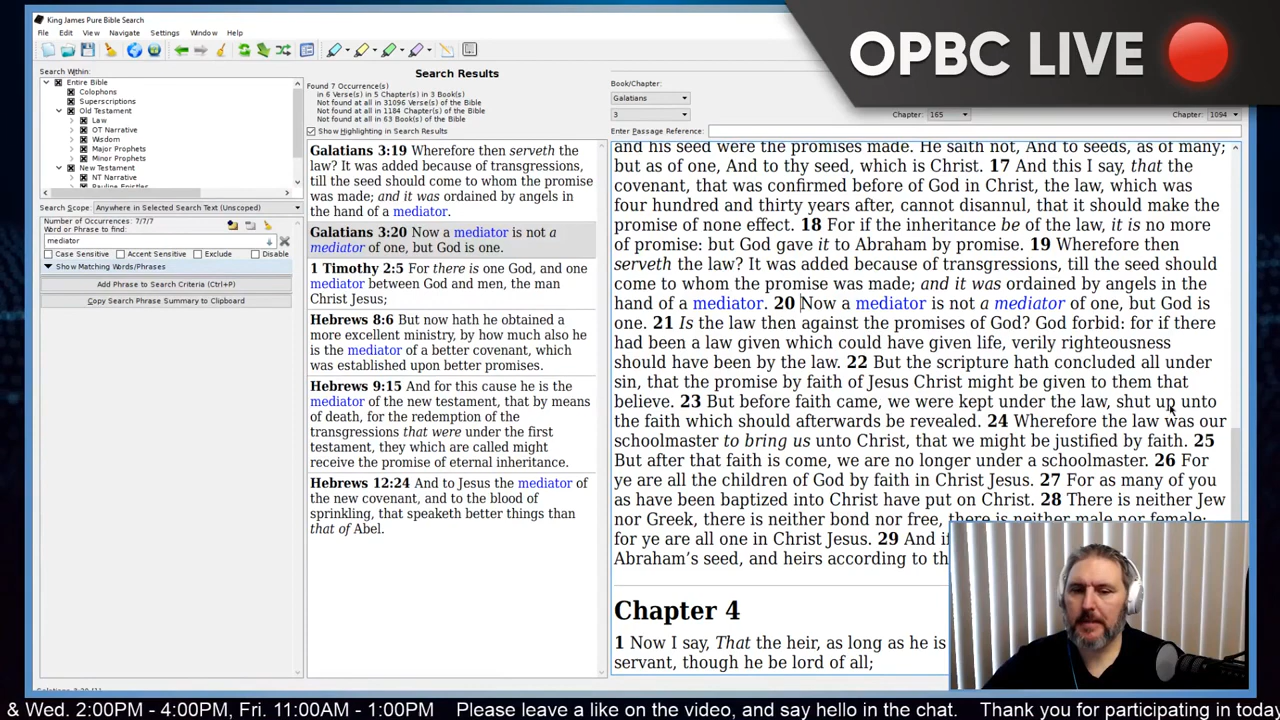 King James Pure Bible Search
File Edit View Navigate Settings Window Help
OPBC LIVE
Search Within:
Entire Bible
Colophons
Superscriptions
Old Testament
Law
OT Narrative
Wisdom
Major Prophets
Minor Prophets
New Testament
NT Narrative
Pauline Epistles
Search Scope: Anywhere in Selected Search Text (Unscoped)
Number of Occurrences: 7/7/7
Word or Phrase to find:
mediator
Case Sensitive Accent Sensitive Exclude Disable
Show Matching Words/Phrases
Add Phrase to Search Criteria (Ctrl+P)
Copy Search Phrase Summary to Clipboard
Search Results
Found 7 Occurrence(s)
in 6 Verse(s) in 5 Chapter(s) in 3 Book(s)
Not found at all in 31096 Verse(s) of the Bible
Not found at all in 1184 Chapter(s) of the Bible
Not found at all in 63 Book(s) of the Bible
Show Highlighting in Search Results
Galatians 3:19 Wherefore then serveth the
law? It was added because of transgressions,
till the seed should come to whom the promise
was made; and it was ordained by angels in
the hand of a mediator.
Galatians 3:20 Now a mediator is not a
mediator of one, but God is one.
1 Timothy 2:5 For there is one God, and one
mediator between God and men, the man
Christ Jesus;
Hebrews 8:6 But now hath he obtained a
more excellent ministry, by how much also he
is the mediator of a better covenant, which
was established upon better promises.
Hebrews 9:15 And for this cause he is the
mediator of the new testament, that by means
of death, for the redemption of the
transgressions that were under the first
testament, they which are called might
receive the promise of eternal inheritance.
Hebrews 12:24 And to Jesus the mediator of
the new covenant, and to the blood of
sprinkling, that speaketh better things than
that of Abel.
Book/Chapter:
Galatians
3 Chapter: 165 Chapter: 1094
Enter Passage Reference:
and his seed were the promises made. He saith not, And to seeds, as of many;
but as of one, And to thy seed, which is Christ. 17 And this I say, that the
covenant, that was confirmed before of God in Christ, the law, which was
four hundred and thirty years after, cannot disannul, that it should make the
promise of none effect. 18 For if the inheritance be of the law, it is no more
of promise: but God gave it to Abraham by promise. 19 Wherefore then
serveth the law? It was added because of transgressions, till the seed should
come to whom the promise was made; and it was ordained by angels in the
hand of a mediator. 20 Now a mediator is not a mediator of one, but God is
one. 21 Is the law then against the promises of God? God forbid: for if there
had been a law given which could have given life, verily righteousness
should have been by the law. 22 But the scripture hath concluded all under
sin, that the promise by faith of Jesus Christ might be given to them that
believe. 23 But before faith came, we were kept under the law, shut up unto
the faith which should afterwards be revealed. 24 Wherefore the law was our
schoolmaster to bring us unto Christ, that we might be justified by faith. 25
But after that faith is come, we are no longer under a schoolmaster. 26 For
ye are all the children of God by faith in Christ Jesus. 27 For as many of you
as have been baptized into Christ have put on Christ. 28 There is neither Jew
nor Greek, there is neither bond nor free, there is neither male nor female:
for ye are all one in Christ Jesus. 29 And if
Abraham's seed, and heirs according to th
Chapter 4
1 Now I say, That the heir, as long as he is
servant, though he be lord of all;
& Wed. 2:00PM - 4:00PM, Fri. 11:00AM - 1:00PM Please leave a like on the video, and say hello in the chat. Thank you for participating in today